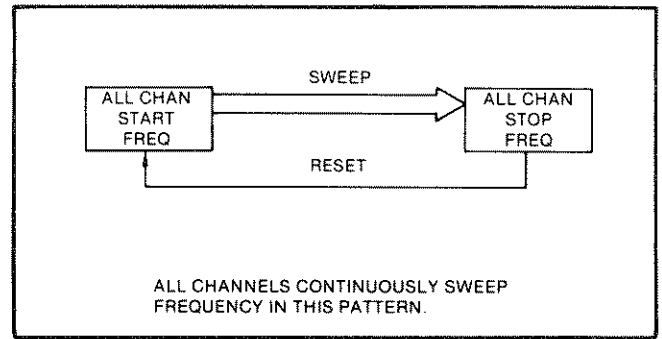 SWEEP
ALL CHAN
START
FREQ
ALL CHAN
STOP
FREQ
RESET
ALL CHANNELS CONTINUOUSLY SWEEP
FREQUENCY IN THIS PATTERN.